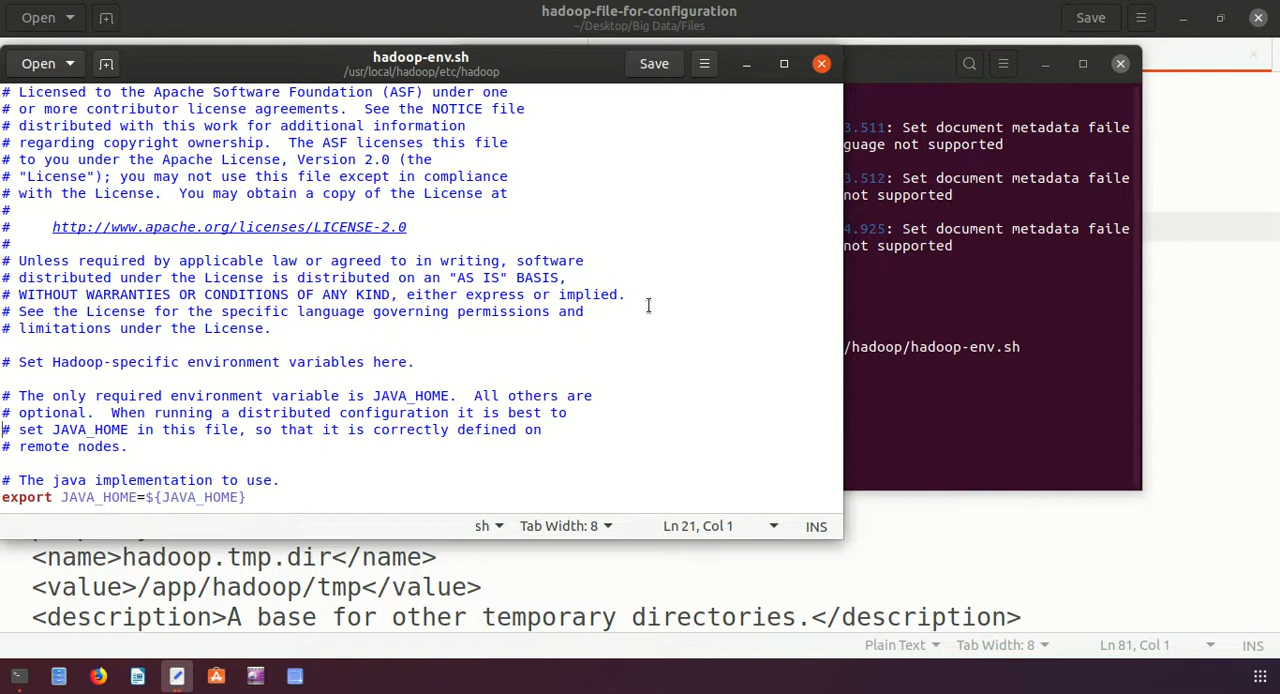 Open
hadoop-file-for-configuration
~/Desktop/Big Data/Files
Save
Open
hadoop-env.sh
/usr/local/hadoop/etc/hadoop
Save
# Licensed to the Apache Software Foundation (ASF) under one
# or more contributor license agreements.  See the NOTICE file
# distributed with this work for additional information
# regarding copyright ownership.  The ASF licenses this file
# to you under the Apache License, Version 2.0 (the
# "License"); you may not use this file except in compliance
# with the License.  You may obtain a copy of the License at
#
#     http://www.apache.org/licenses/LICENSE-2.0
#
# Unless required by applicable law or agreed to in writing, software
# distributed under the License is distributed on an "AS IS" BASIS,
# WITHOUT WARRANTIES OR CONDITIONS OF ANY KIND, either express or implied.
# See the License for the specific language governing permissions and
# limitations under the License.
# Set Hadoop-specific environment variables here.
# The only required environment variable is JAVA_HOME.  All others are
# optional.  When running a distributed configuration it is best to
# set JAVA_HOME in this file, so that it is correctly defined on
# remote nodes.
# The java implementation to use.
export JAVA_HOME=${JAVA_HOME}
sh Tab Width: 8 Ln 21, Col 1 INS
3.511: Set document metadata faile
guage not supported
3.512: Set document metadata faile
not supported
4.925: Set document metadata faile
not supported
/hadoop/hadoop-env.sh
<name>hadoop.tmp.dir</name>
<value>/app/hadoop/tmp</value>
<description>A base for other temporary directories.</description>
Plain Text Tab Width: 8 Ln 81, Col 1 INS